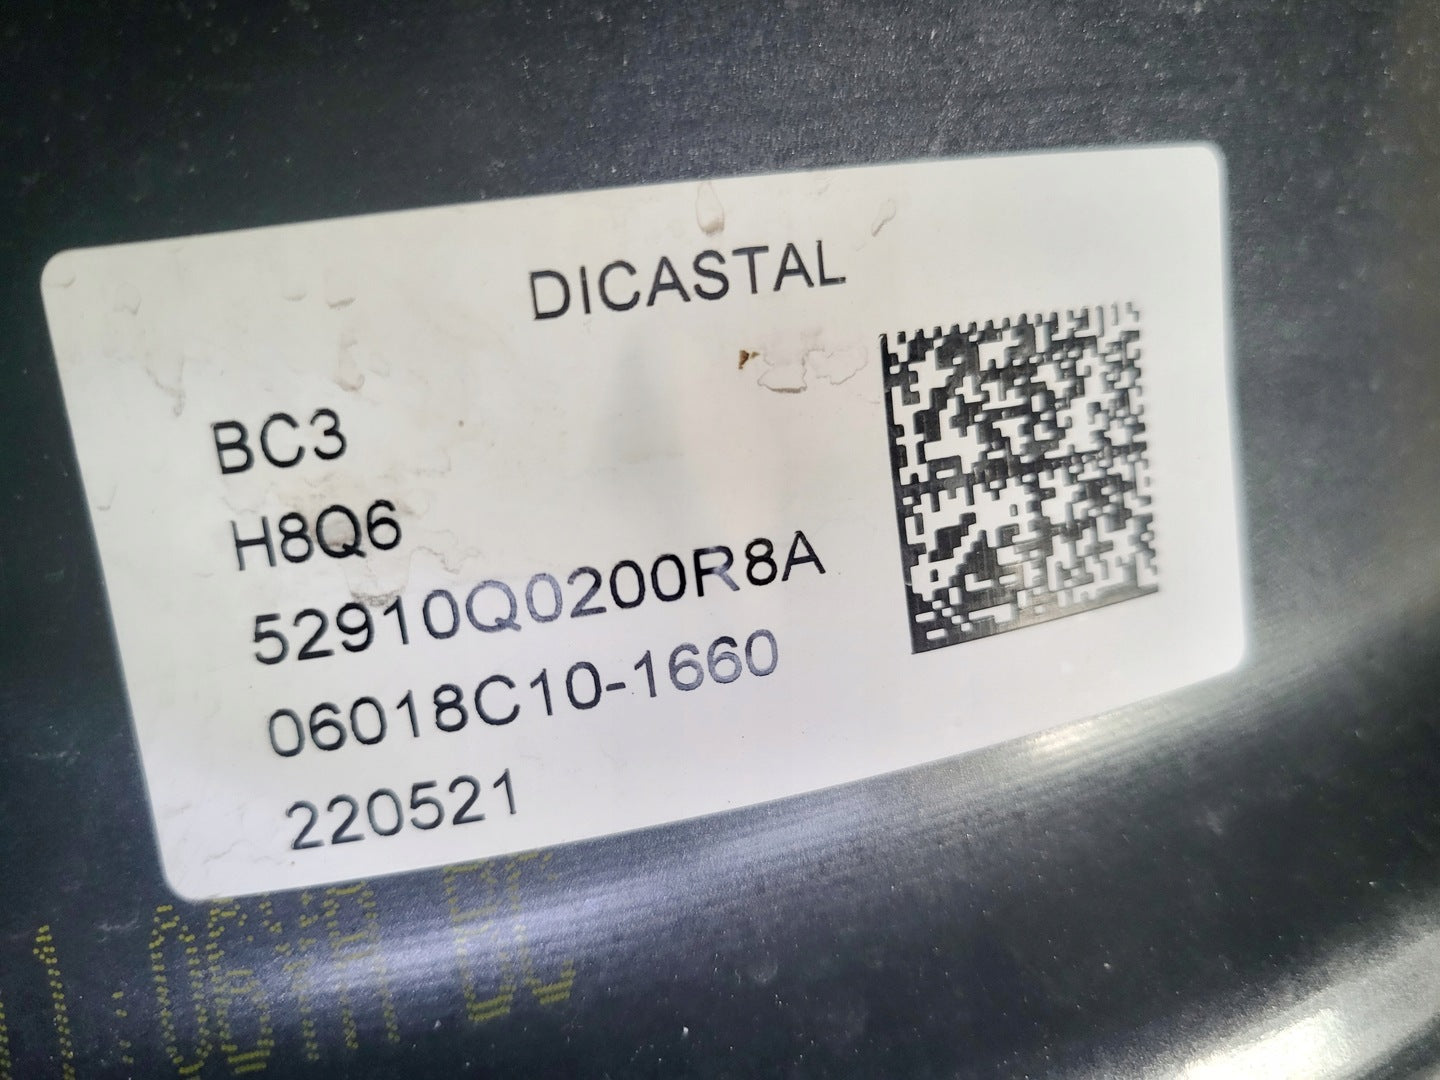 DICASTAL
BC3
H8Q6
52910Q0200R8A
06018C10-1660
220521